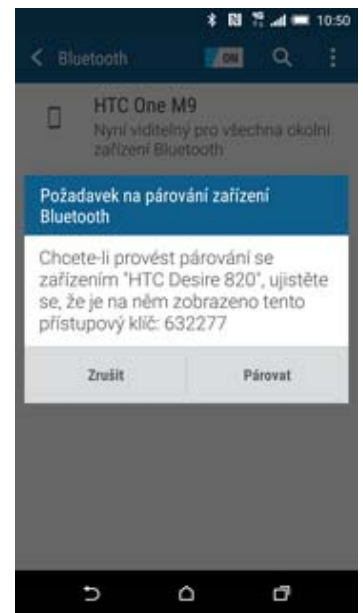 10:50
Bluetooth
ON
HTC One M9
Nyní viditelný pro všechna okolní
zařízení Bluetooth
Požadavek na párování zařízení
Bluetooth
Chcete-li provést párování se
zařízením "HTC Desire 820", ujistěte
se, že je na něm zobrazeno tento
přístupový klíč: 632277
Zrušit
Párovat